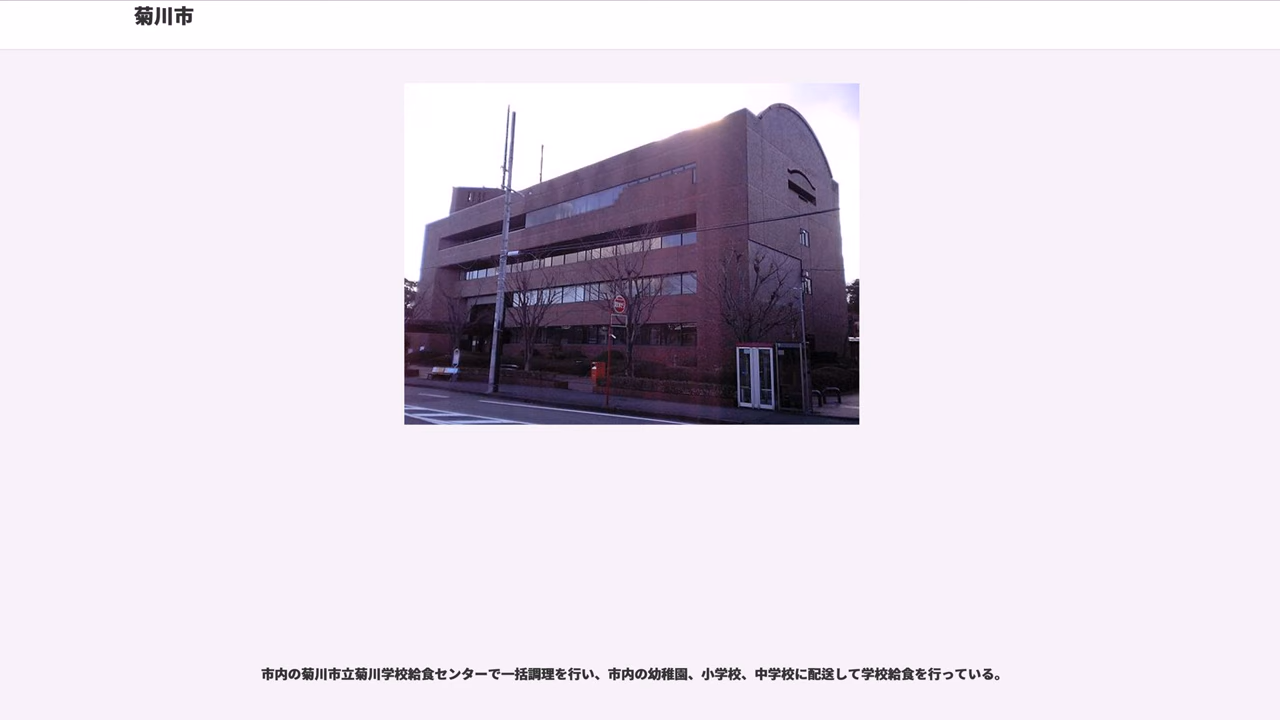 菊川市
市内の菊川市立菊川学校給食センターで一括調理を行い、市内の幼稚園、小学校、中学校に配送して学校給食を行っている。